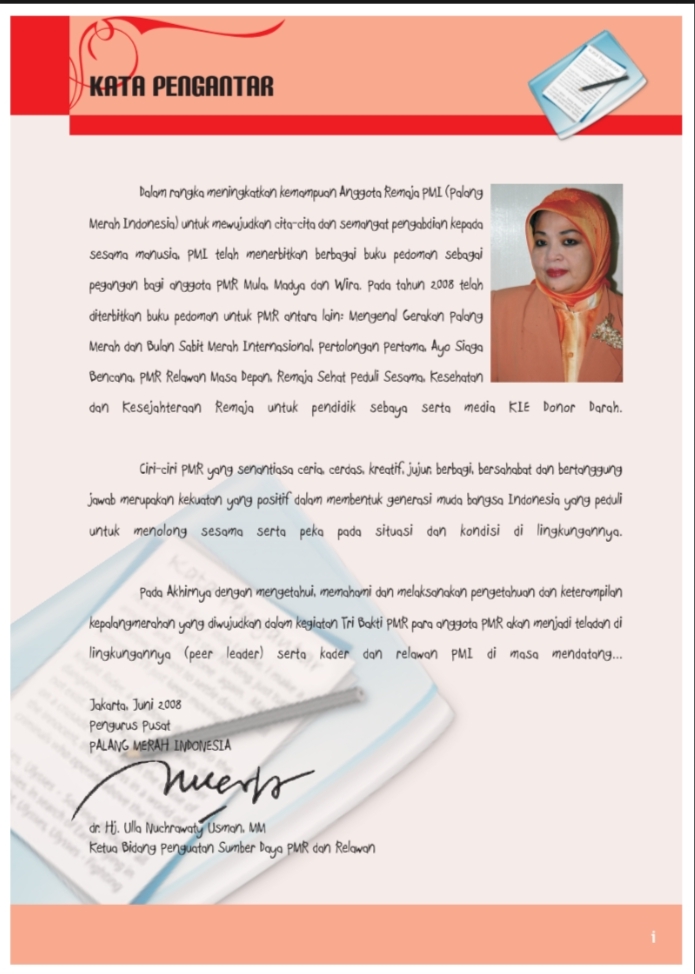 KATA PENGANTAR
Dalam rangka meningkatkan kemampuan Anggota Remaja PMI (Palang
Merah Indonesia) untuk mewujudkan cita-cita dan semangat pengabdian kepada
sesama manusia, PMI telah menerbitkan berbagai buku pedoman sebagai
pegangan bagi anggota PMR Mula, Madya dan Wira. Pada tahun 2008 telah
diterbitkan buku pedoman untuk PMR antara lain: Mengenal Gerakan Palang
Merah dan Bulan Sabit Merah Internasional, Pertolongan Pertama, Ayo Siaga
Bencana, PMR Relawan Masa Depan, Remaja Sehat Peduli Sesama, Kesehatan
dan Kesejahteraan Remaja untuk pendidik sebaya serta media KIE Donor Darah.
Ciri-ciri PMR yang senantiasa ceria, cerdas, kreatif, jujur, berbagi, bersahabat dan bertanggung
jawab merupakan kekuatan yang positif dalam membentuk generasi muda bangsa Indonesia yang peduli
untuk menolong sesama serta peka pada situasi dan kondisi di lingkungannya.
Pada Akhirnya dengan mengetahui, memahami dan melaksanakan pengetahuan dan keterampilan
kepalangmerahan yang diwujudkan dalam kegiatan Tri Bakti PMR para anggota PMR akan menjadi teladan di
lingkungannya (peer leader) serta kader dan relawan PMI di masa mendatang...
Jakarta, Juni 2008
Pengurus Pusat
PALANG MERAH INDONESIA
dr. Hj. Ulla Nuchrawaty Usman, MM
Ketua Bidang Penguatan Sumber Daya PMR dan Relawan
i